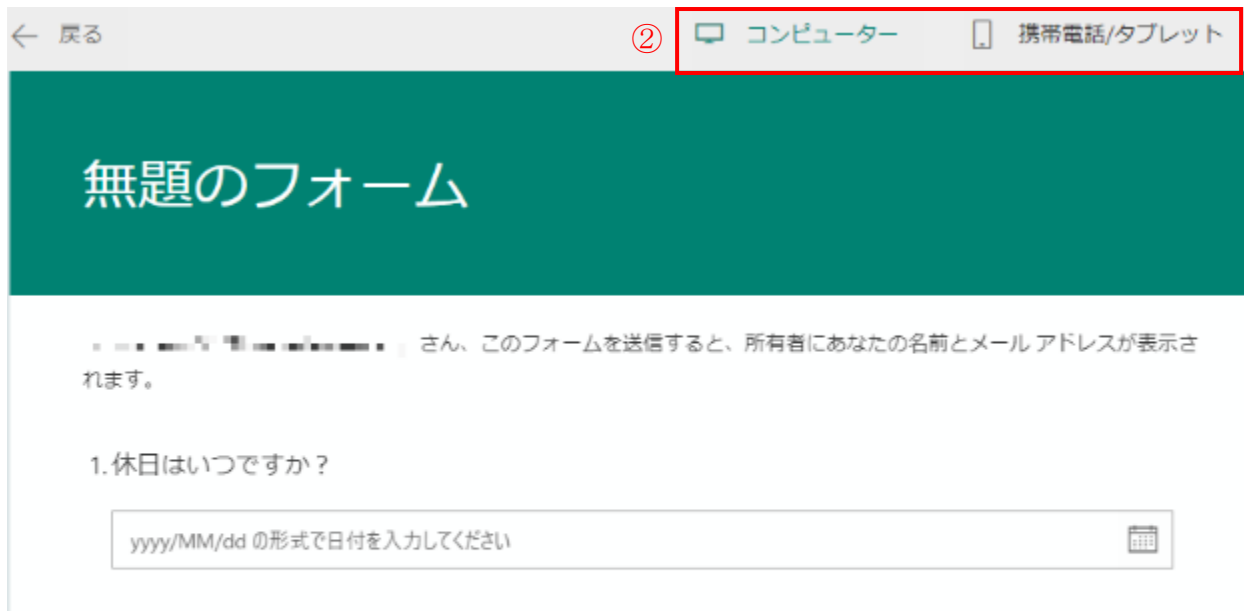 ← 戻る ② コンピューター 携帯電話/タブレット
無題のフォーム
さん、このフォームを送信すると、所有者にあなたの名前とメール アドレスが表示さ
れます。
1. 休日はいつですか？
yyyy/MM/dd の形式で日付を入力してください